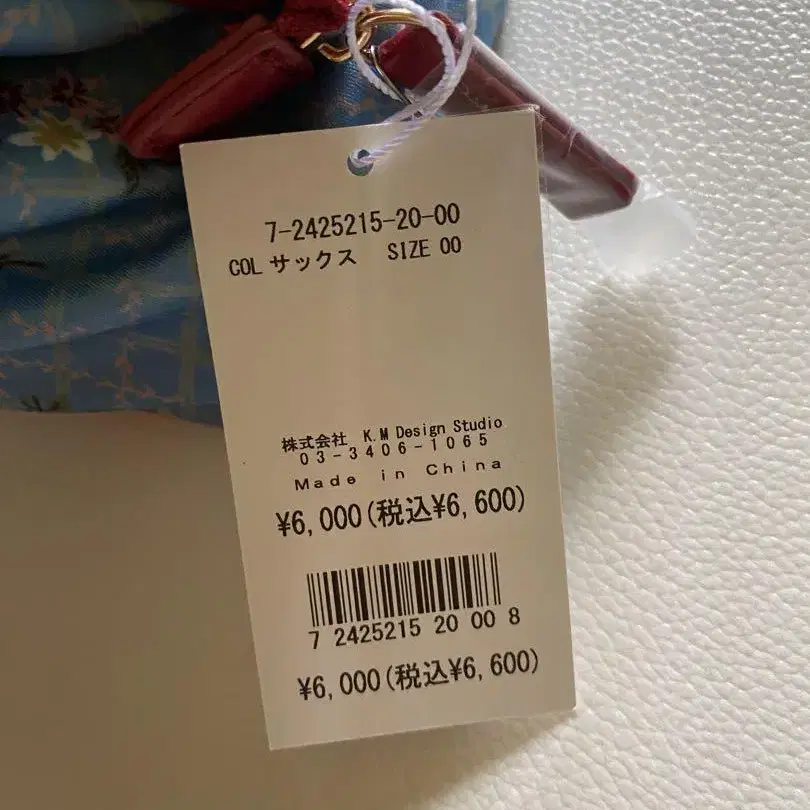 7-2425215-20-00
COL サックス SIZE 00
株式会社 K.M Design Studio
03-3406-1065
Made in China
¥6,000(税込¥6,600)
7 2425215 20 00 8
¥6,000(税込¥6,600)